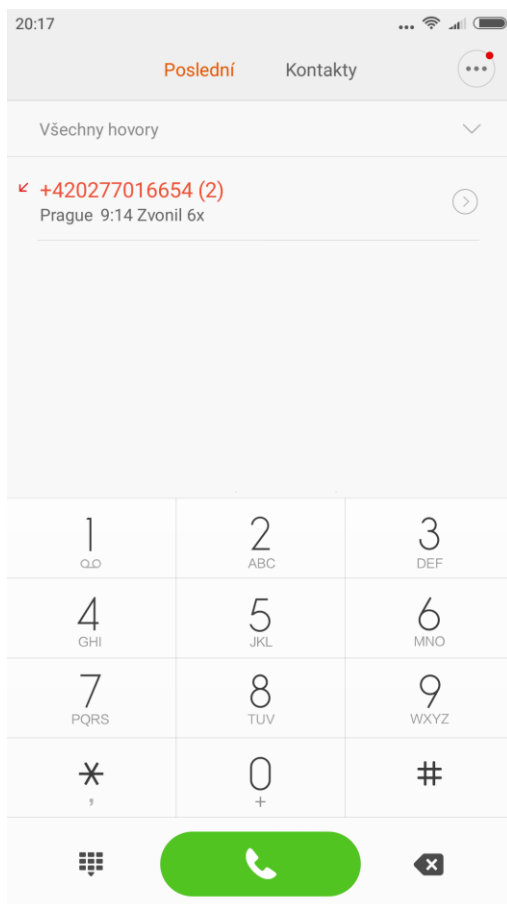 20:17
Poslední Kontakty
Všechny hovory
+420277016654 (2)
Prague 9:14 Zvonil 6x
1 2 3
ABC DEF
4 5 6
GHI JKL MNO
7 8 9
PQRS TUV WXYZ
* 0 #
, +